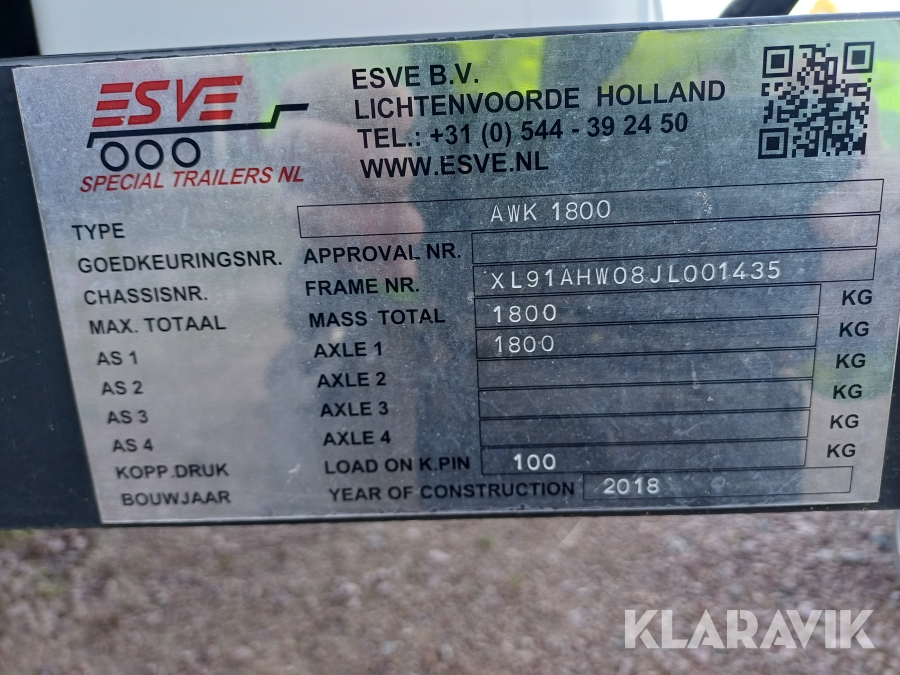 ESVE
SPECIAL TRAILERS NL
ESVE B.V.
LICHTENVOORDE HOLLAND
TEL.: +31 (0) 544 - 39 24 50
WWW.ESVE.NL
TYPE AWK 1800
GOEDKEURINGSNR. APPROVAL NR.
CHASSISNR. FRAME NR. XL91AHW08JL001435
MAX. TOTAAL MASS TOTAL 1800 KG
AS 1 AXLE 1 1800 KG
AS 2 AXLE 2 KG
AS 3 AXLE 3 KG
AS 4 AXLE 4 KG
KOPP.DRUK LOAD ON K.PIN 100 KG
BOUWJAAR YEAR OF CONSTRUCTION 2018
KLARAVIK